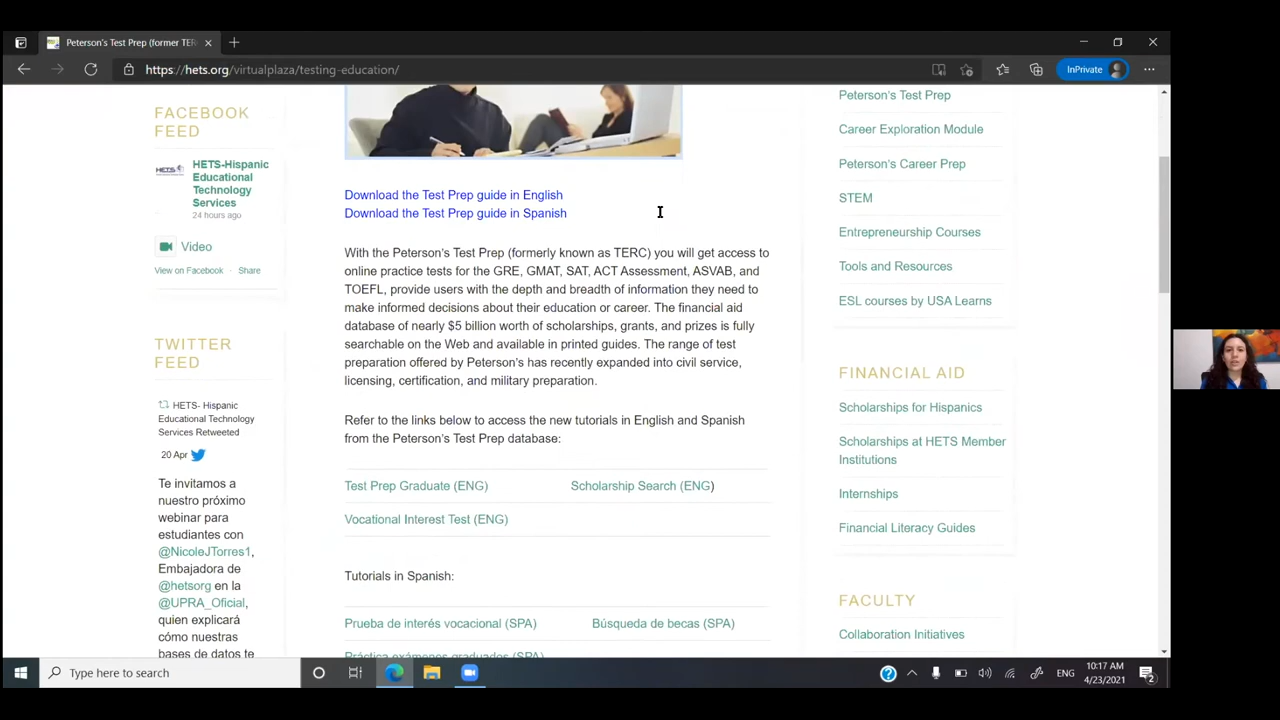 Peterson's Test Prep (former TER
https://hets.org/virtualplaza/testing-education/
InPrivate
FACEBOOK
FEED
HETS-Hispanic
Educational
Technology
Services
24 hours ago
Video
View on Facebook · Share
TWITTER
FEED
HETS- Hispanic
Educational Technology
Services Retweeted
20 Apr
Te invitamos a
nuestro próximo
webinar para
estudiantes con
@NicoleJTorres1,
Embajadora de
@hetsorg en la
@UPRA_Oficial,
quien explicará
cómo nuestras
bases de datos te
Download the Test Prep guide in English
Download the Test Prep guide in Spanish
With the Peterson's Test Prep (formerly known as TERC) you will get access to
online practice tests for the GRE, GMAT, SAT, ACT Assessment, ASVAB, and
TOEFL, provide users with the depth and breadth of information they need to
make informed decisions about their education or career. The financial aid
database of nearly $5 billion worth of scholarships, grants, and prizes is fully
searchable on the Web and available in printed guides. The range of test
preparation offered by Peterson's has recently expanded into civil service,
licensing, certification, and military preparation.
Refer to the links below to access the new tutorials in English and Spanish
from the Peterson's Test Prep database:
Test Prep Graduate (ENG) Scholarship Search (ENG)
Vocational Interest Test (ENG)
Tutorials in Spanish:
Prueba de interés vocacional (SPA) Búsqueda de becas (SPA)
Práctica exámenes graduados (SPA)
Peterson's Test Prep
Career Exploration Module
Peterson's Career Prep
STEM
Entrepreneurship Courses
Tools and Resources
ESL courses by USA Learns
FINANCIAL AID
Scholarships for Hispanics
Scholarships at HETS Member
Institutions
Internships
Financial Literacy Guides
FACULTY
Collaboration Initiatives
Type here to search
ENG
10:17 AM
4/23/2021
2